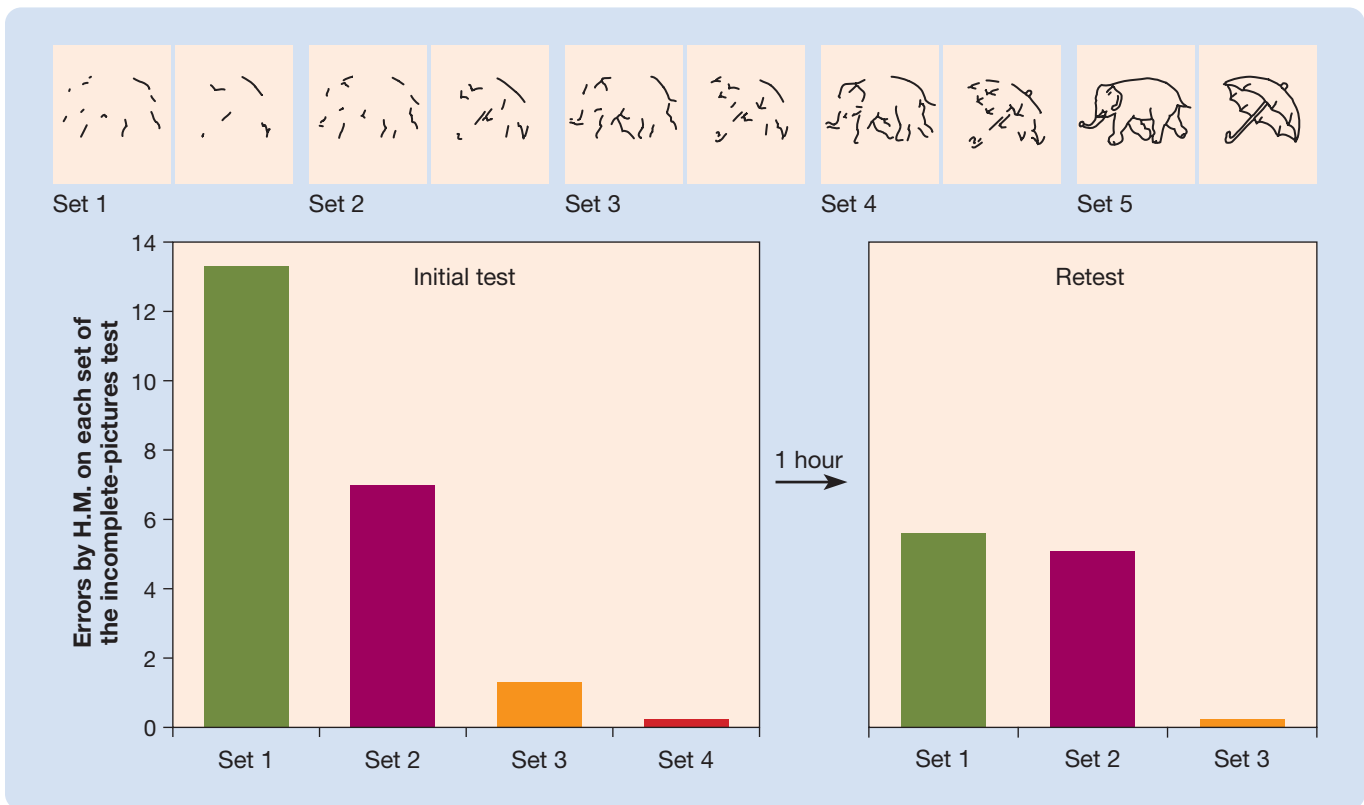 Set 1
Set 2
Set 3
Set 4
Set 5
Errors by H.M. on each set of
the incomplete-pictures test
14
12
10
8
6
4
2
0
Initial test
Set 1
Set 2
Set 3
Set 4
1 hour
Retest
Set 1
Set 2
Set 3